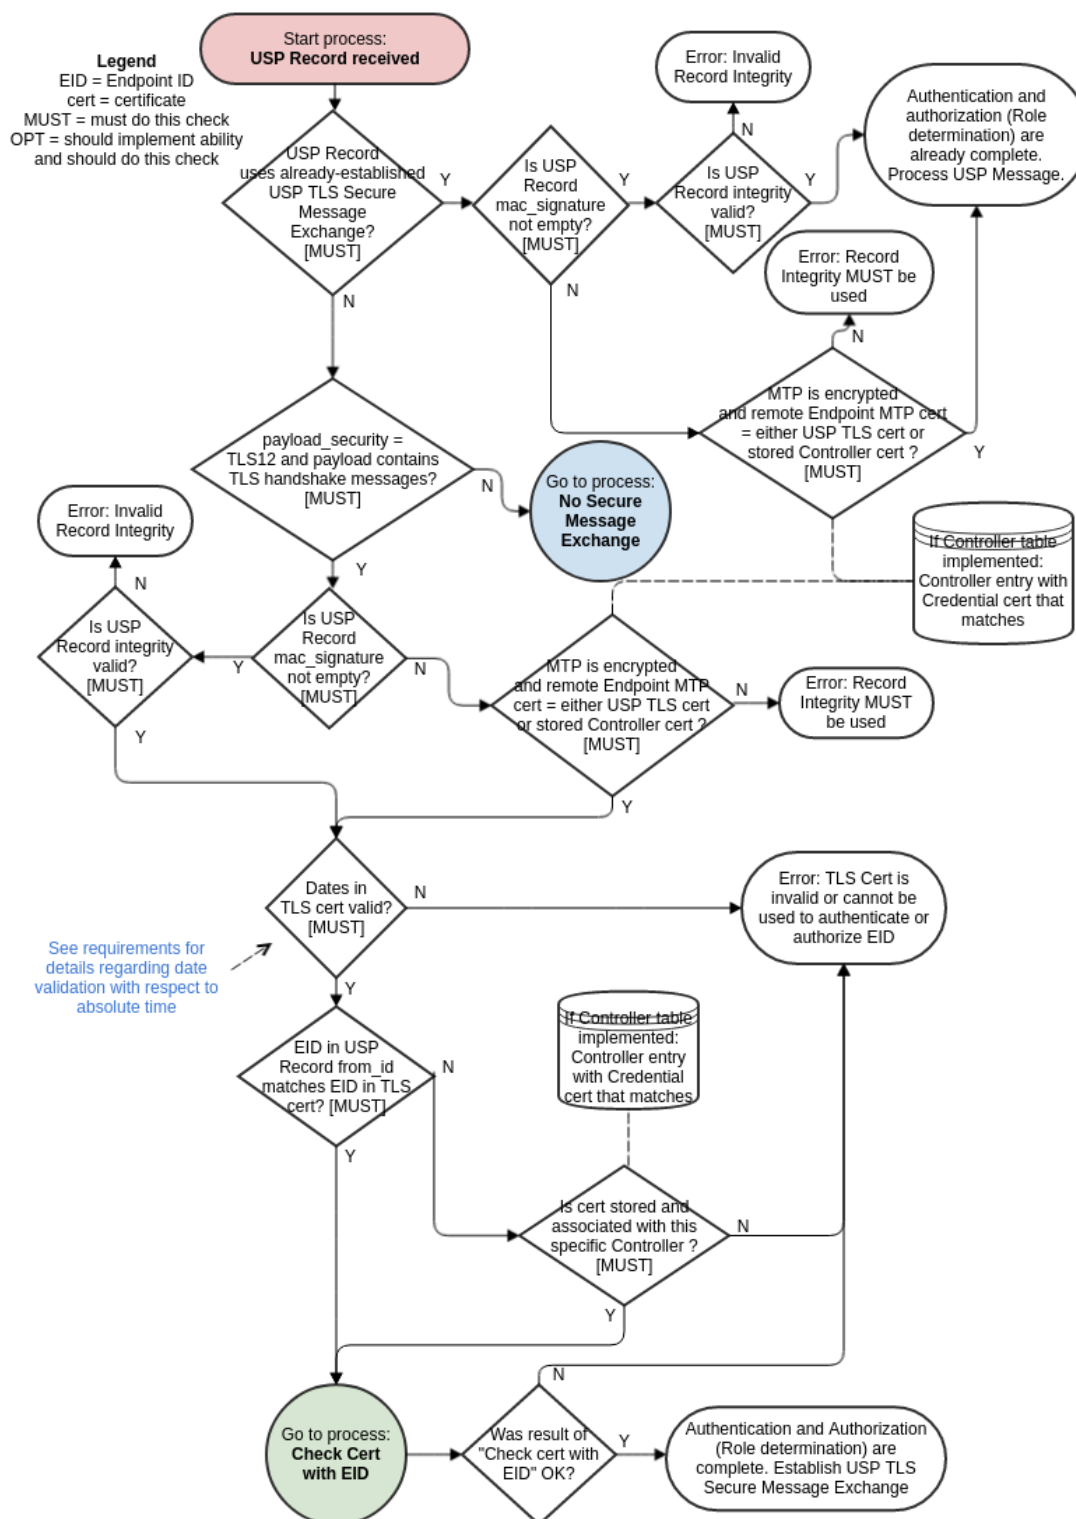 Start process:
USP Record received
Legend
EID = Endpoint ID
cert = certificate
MUST = must do this check
OPT = should implement ability
and should do this check
Error: Invalid
Record Integrity
Authentication and
authorization (Role
determination) are
already complete.
Process USP Message.
USP Record
uses already-established
USP TLS Secure
Message
Exchange?
[MUST]
Y
N
Is USP
Record
mac_signature
not empty?
[MUST]
Y
N
Is USP
Record integrity
valid?
[MUST]
N
Y
Error: Record
Integrity MUST be
used
N
MTP is encrypted
and remote Endpoint MTP cert
= either USP TLS cert or
stored Controller cert ?
[MUST]
Y
payload_security =
TLS12 and payload contains
TLS handshake messages?
[MUST]
N
Y
Go to process:
No Secure
Message
Exchange
If Controller table
implemented:
Controller entry with
Credential cert that
matches
Error: Invalid
Record Integrity
N
Is USP
Record integrity
valid?
[MUST]
Y
Y
Is USP
Record
mac_signature
not empty?
[MUST]
N
MTP is encrypted
and remote Endpoint MTP
cert = either USP TLS cert
or stored Controller cert ?
[MUST]
N
Y
Error: Record
Integrity MUST
be used
Dates in
TLS cert valid?
[MUST]
N
Y
Error: TLS Cert is
invalid or cannot be
used to authenticate or
authorize EID
See requirements for
details regarding date
validation with respect to
absolute time
EID in USP
Record from_id
matches EID in TLS
cert? [MUST]
N
Y
If Controller table
implemented:
Controller entry
with Credential
cert that matches
Is cert stored and
associated with this
specific Controller ?
[MUST]
N
Y
Go to process:
Check Cert
with EID
Was result of
"Check cert with
EID" OK?
N
Y
Authentication and Authorization
(Role determination) are
complete. Establish USP TLS
Secure Message Exchange